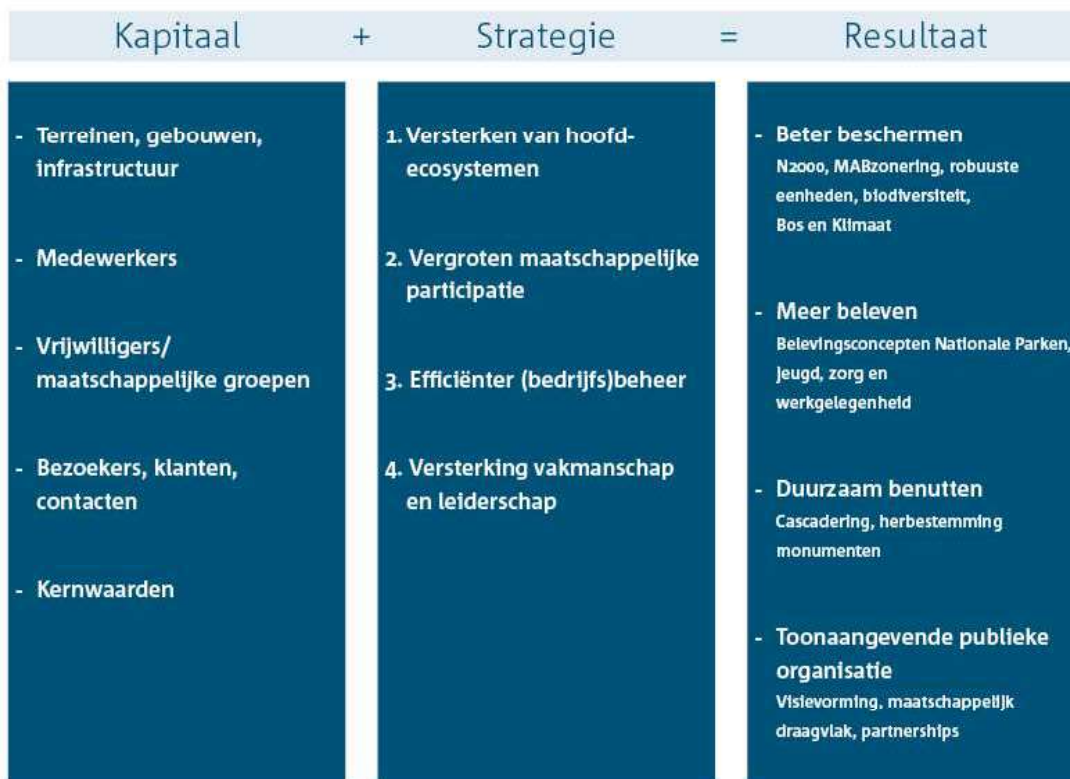 Kapitaal + Strategie = Resultaat
- Terreinen, gebouwen,
infrastructuur
- Medewerkers
- Vrijwilligers/
maatschappelijke groepen
- Bezoekers, klanten,
contacten
- Kernwaarden
1. Versterken van hoofd-
ecosystemen
2. Vergroten maatschappelijke
participatie
3. Efficiënter (bedrijfs)beheer
4. Versterking vakmanschap
en leiderschap
- Beter beschermen
N2000, MABzonering, robuuste
eenheden, biodiversiteit,
Bos en Klimaat
- Meer beleven
Belevingsconcepten Nationale Parken,
Jeugd, zorg en
werkgelegenheid
- Duurzaam benutten
Cascadering, herbestemming
monumenten
- Toonaangevende publieke
organisatie
Visievorming, maatschappelijk
draagvlak, partnerships